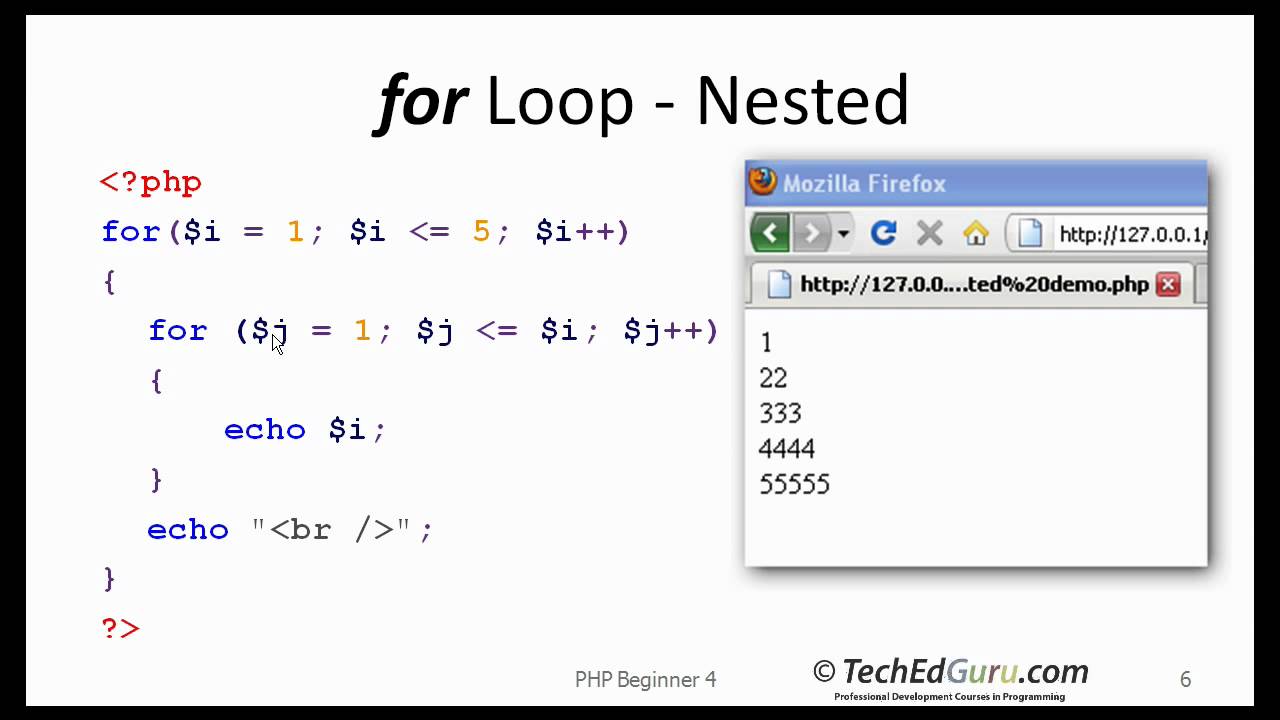 for Loop - Nested
<?php
for($i = 1; $i <= 5; $i++)
{
for ($j = 1; $j <= $i; $j++)
{
echo $i;
}
echo "<br />";
}
?>
Mozilla Firefox
http://127.0.0.1/
http://127.0.0....ted%20demo.php
1
22
333
4444
55555
PHP Beginner 4
© TechEdGuru.com
Professional Development Courses in Programming
6